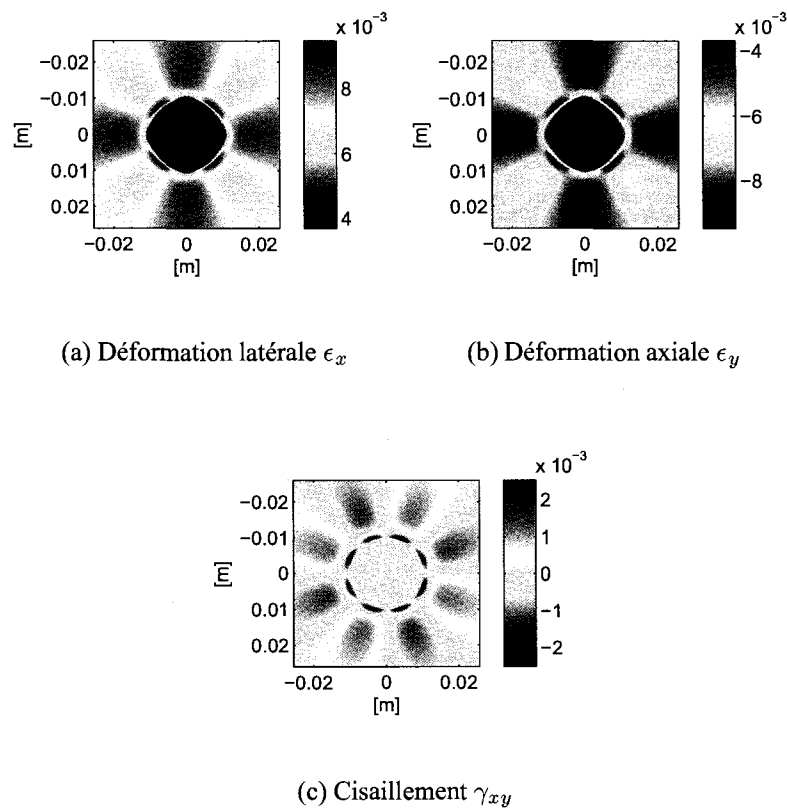 x 10⁻³
−0.02
−0.01
0
0.01
0.02
[m]
−0.02 0 0.02
[m]
8
6
4
x 10⁻³
−0.02
−0.01
0
0.01
0.02
[m]
−0.02 0 0.02
[m]
−4
−6
−8
(a) Déformation latérale ϵx
(b) Déformation axiale ϵy
x 10⁻³
−0.02
−0.01
0
0.01
0.02
[m]
−0.02 0 0.02
[m]
2
1
0
−1
−2
(c) Cisaillement γxy